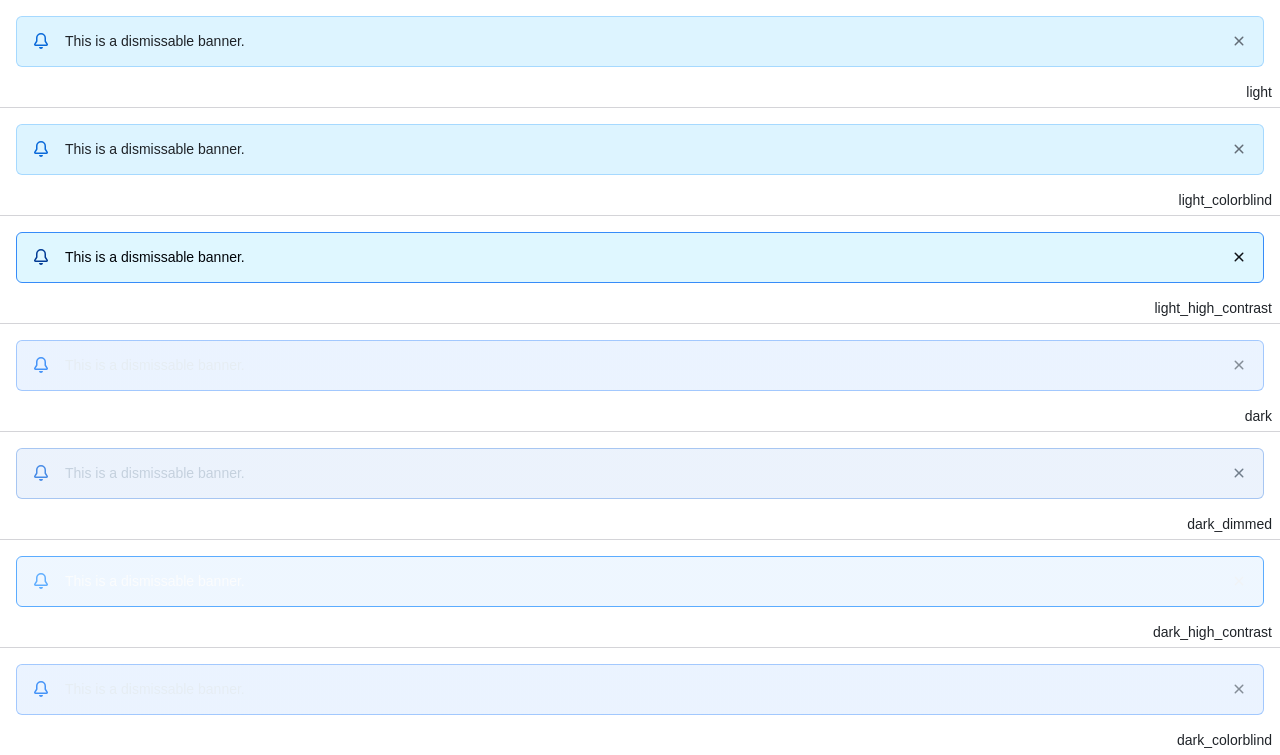 This is a dismissable banner.
light
This is a dismissable banner.
light_colorblind
This is a dismissable banner.
light_high_contrast
This is a dismissable banner.
dark
This is a dismissable banner.
dark_dimmed
This is a dismissable banner.
dark_high_contrast
This is a dismissable banner.
dark_colorblind